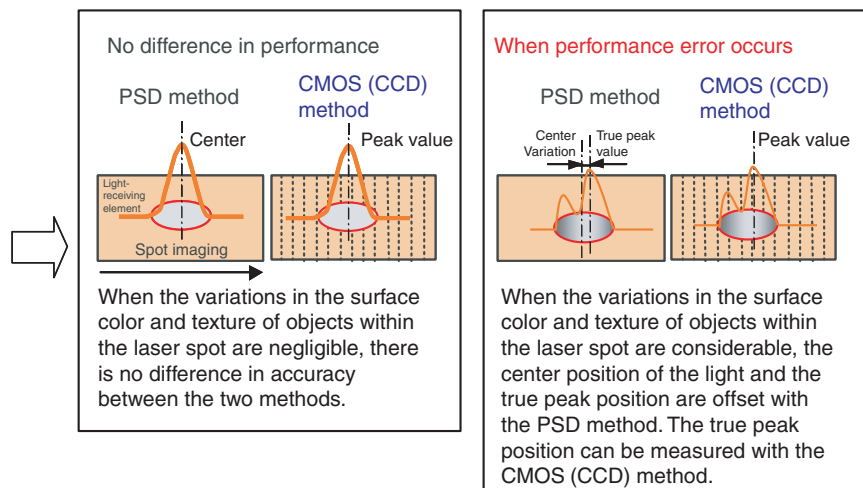 No difference in performance
PSD method
CMOS (CCD)
method
Center
Peak value
Light-
receiving
element
Spot imaging
When the variations in the surface
color and texture of objects within
the laser spot are negligible, there
is no difference in accuracy
between the two methods.
When performance error occurs
PSD method
CMOS (CCD)
method
Center
Variation
True peak
value
Peak value
When the variations in the surface
color and texture of objects within
the laser spot are considerable, the
center position of the light and the
true peak position are offset with
the PSD method. The true peak
position can be measured with the
CMOS (CCD) method.